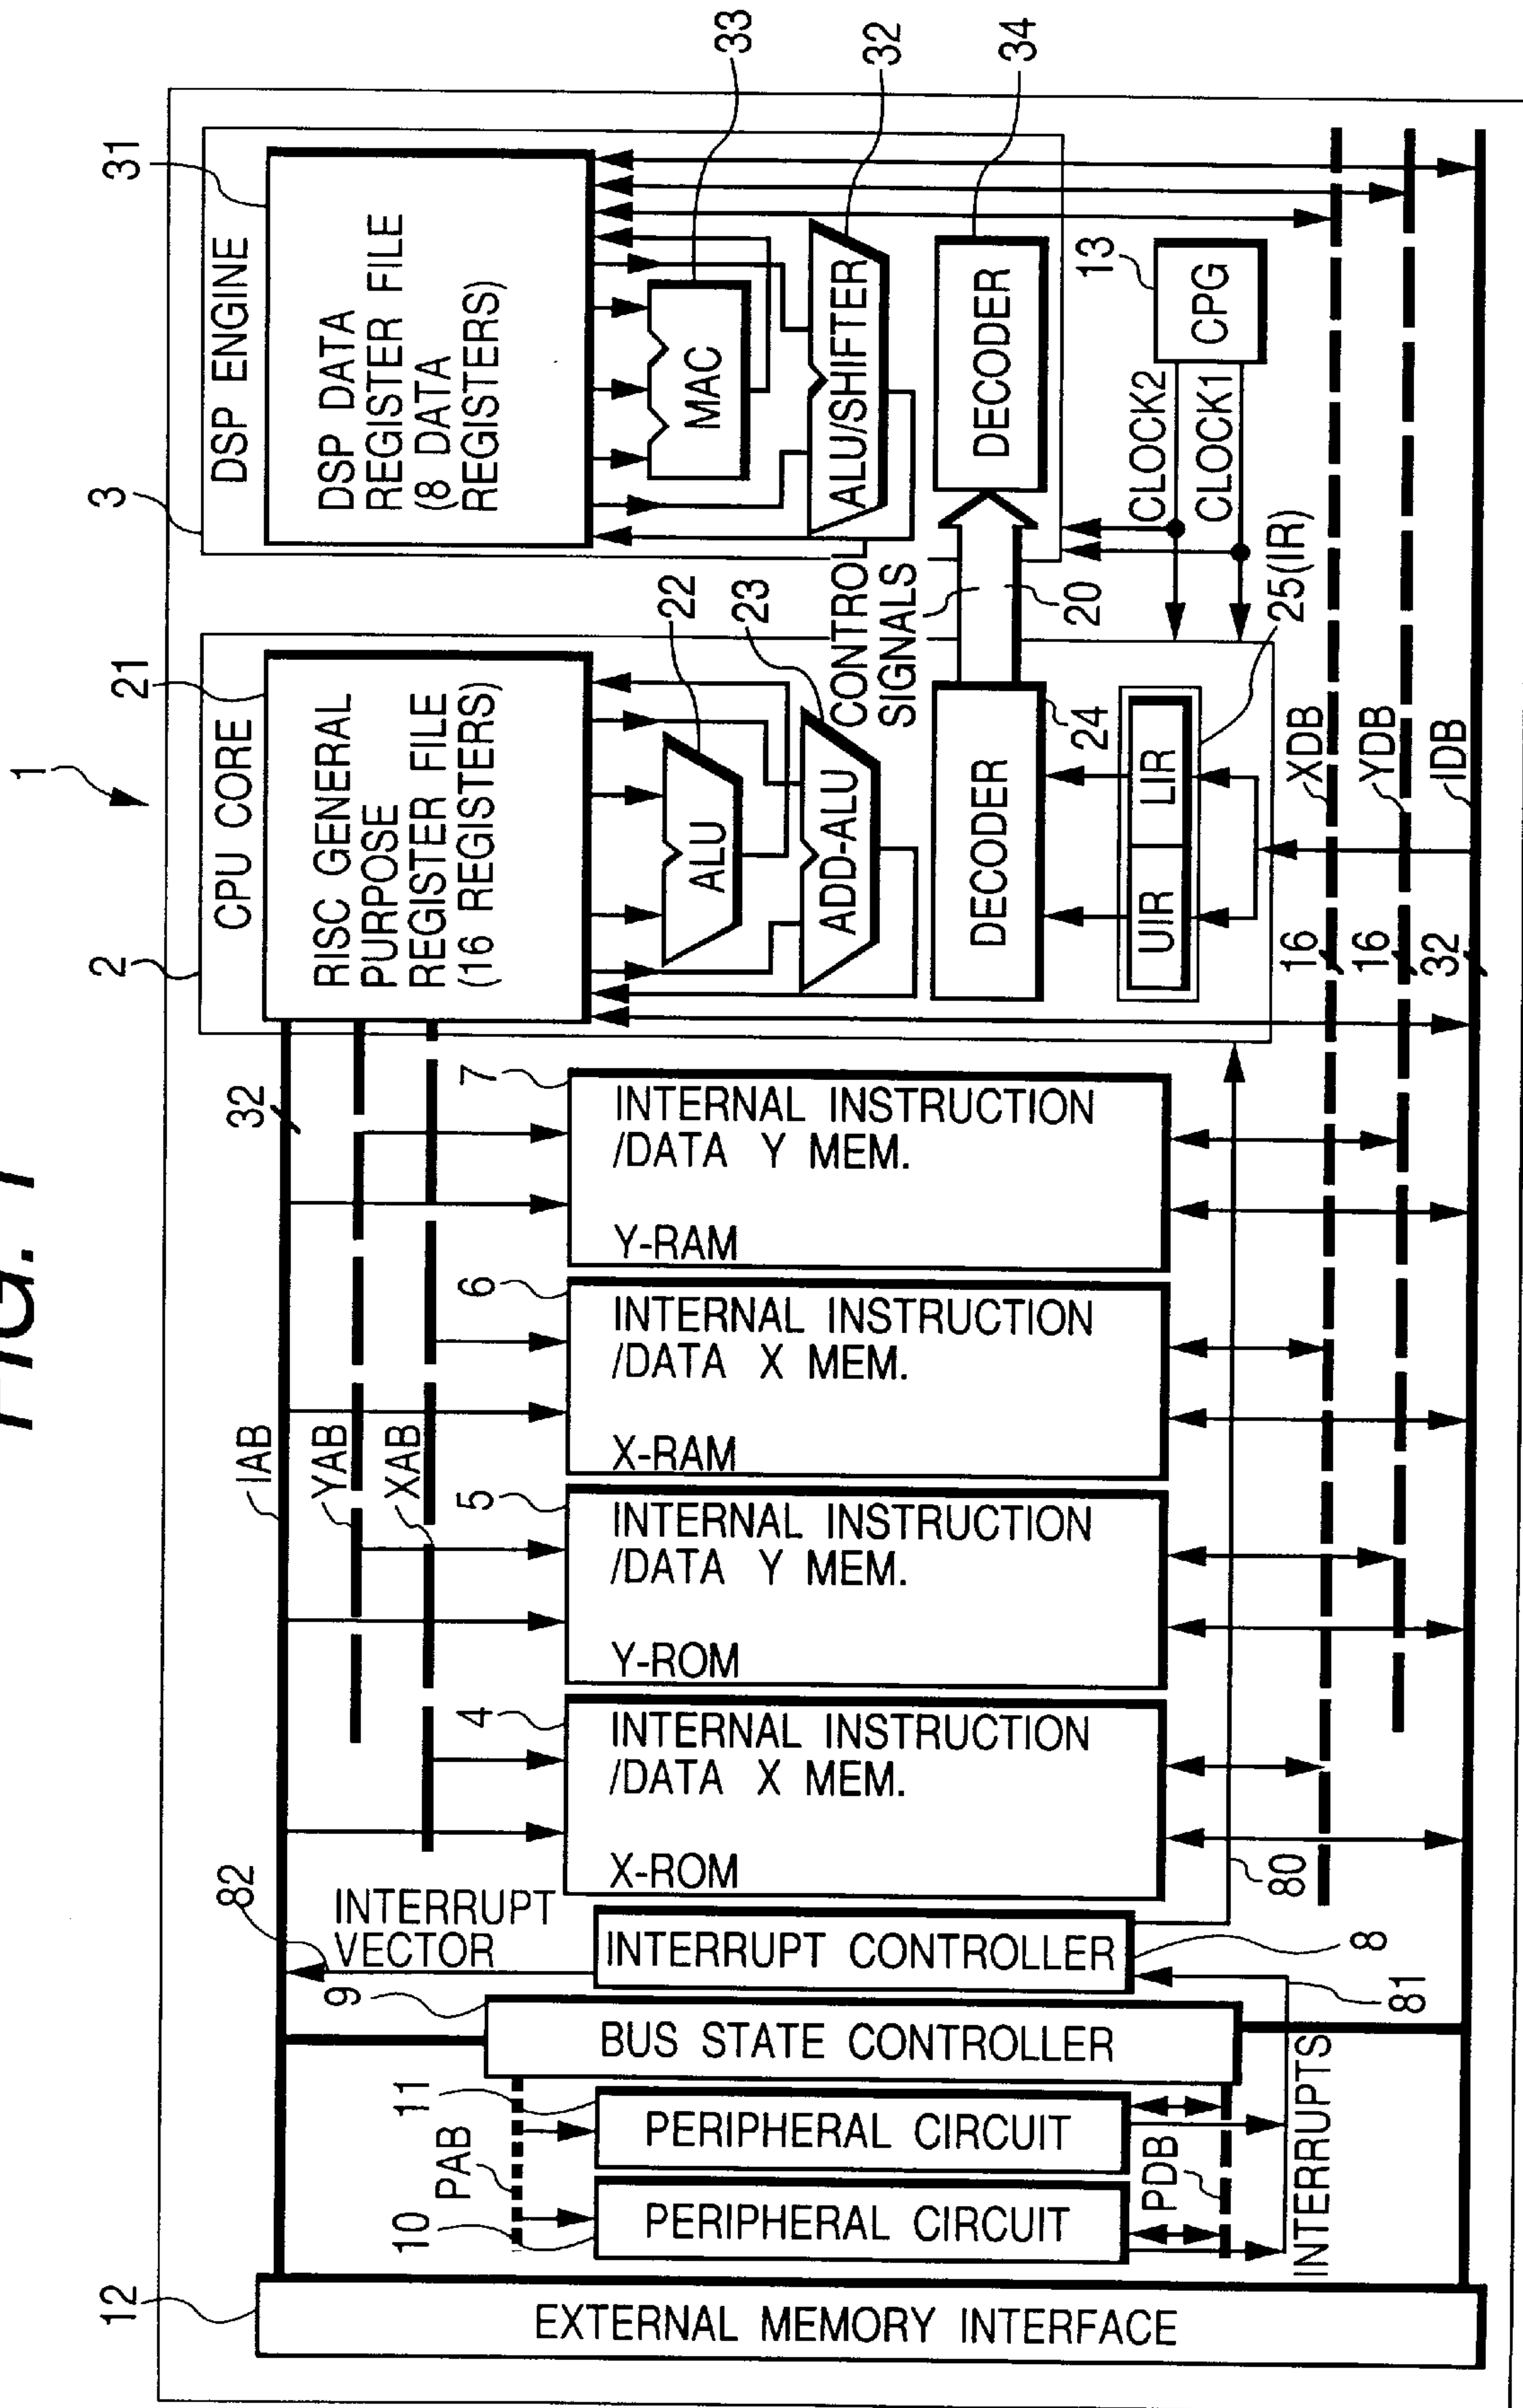 FIG. 1
1
2
CPU CORE
21
RISC GENERAL
PURPOSE
REGISTER FILE
(16 REGISTERS)
22
ALU
23
ADD-ALU
DECODER
24
UIR
LIR
25(IR)
CONTROL
SIGNALS
20
3
DSP ENGINE
31
DSP DATA
REGISTER FILE
(8 DATA
REGISTERS)
33
MAC
32
ALU/SHIFTER
34
DECODER
13
CPG
CLOCK2
CLOCK1
16
XDB
16
YDB
32
IDB
32
IAB
YAB
XAB
7
INTERNAL INSTRUCTION
/DATA Y MEM.
Y-RAM
6
INTERNAL INSTRUCTION
/DATA X MEM.
X-RAM
5
INTERNAL INSTRUCTION
/DATA Y MEM.
Y-ROM
4
INTERNAL INSTRUCTION
/DATA X MEM.
X-ROM
80
82
INTERRUPT
VECTOR
INTERRUPT CONTROLLER
8
81
9
BUS STATE CONTROLLER
11
PERIPHERAL CIRCUIT
PAB
PDB
10
PERIPHERAL CIRCUIT
INTERRUPTS
12
EXTERNAL MEMORY INTERFACE